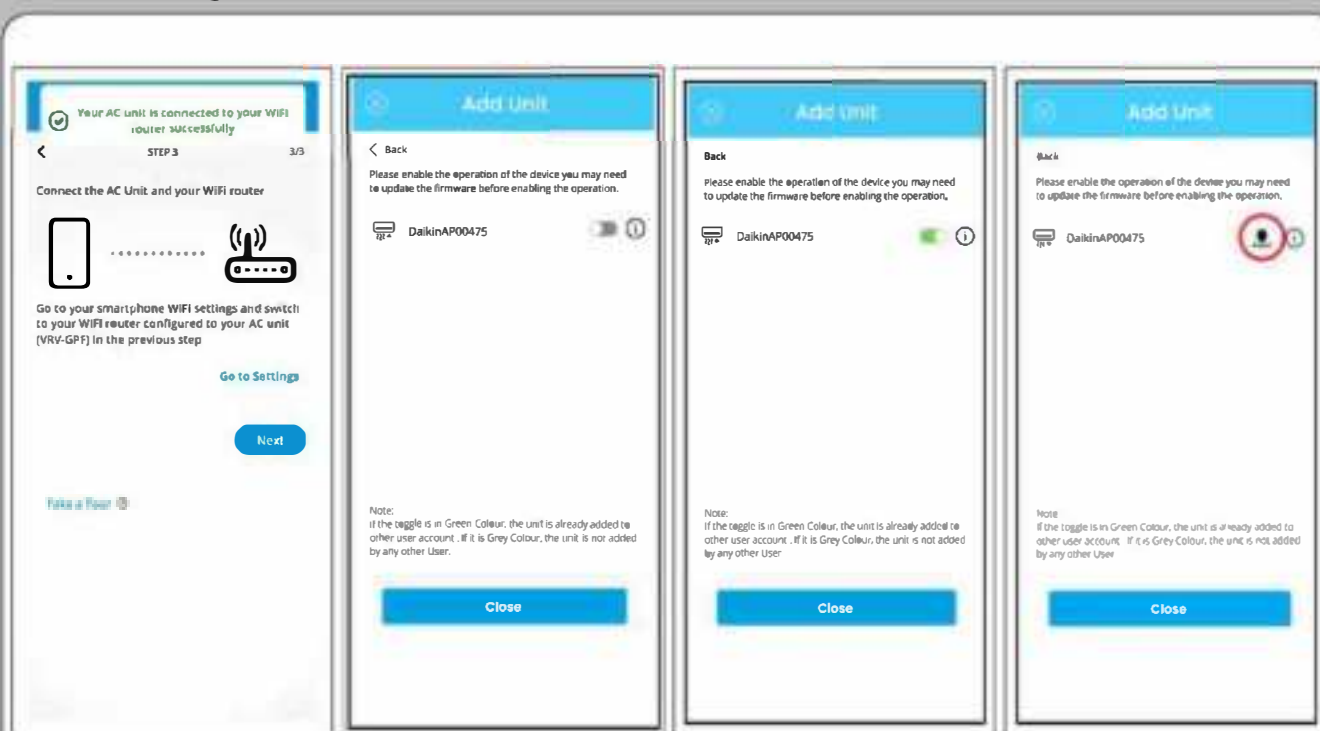 Your AC unit is connected to your WiFi
router successfully
STEP 3
3/3
Connect the AC Unit and your WiFi router
Go to your smartphone WiFi settings and switch
to your WiFi router configured to your AC unit
(VRV-GPF) in the previous step
Go to Settings
Next
Take a Tour
Add Unit
Back
Please enable the operation of the device you may need
to update the firmware before enabling the operation.
DaikinAP00475
Note:
If the toggle is in Green Colour, the unit is already added to
other user account . If it is Grey Colour, the unit is not added
by any other User.
Close
Add Unit
Back
Please enable the operation of the device you may need
to update the firmware before enabling the operation.
DaikinAP00475
Note:
If the toggle is in Green Colour, the unit is already added to
other user account . If it is Grey Colour, the unit is not added
by any other User
Close
Add Unit
Back
Please enable the operation of the device you may need
to update the firmware before enabling the operation.
DaikinAP00475
Note
If the toggle is in Green Colour, the unit is already added to
other user account If it is Grey Colour, the unit is not added
by any other User
Close